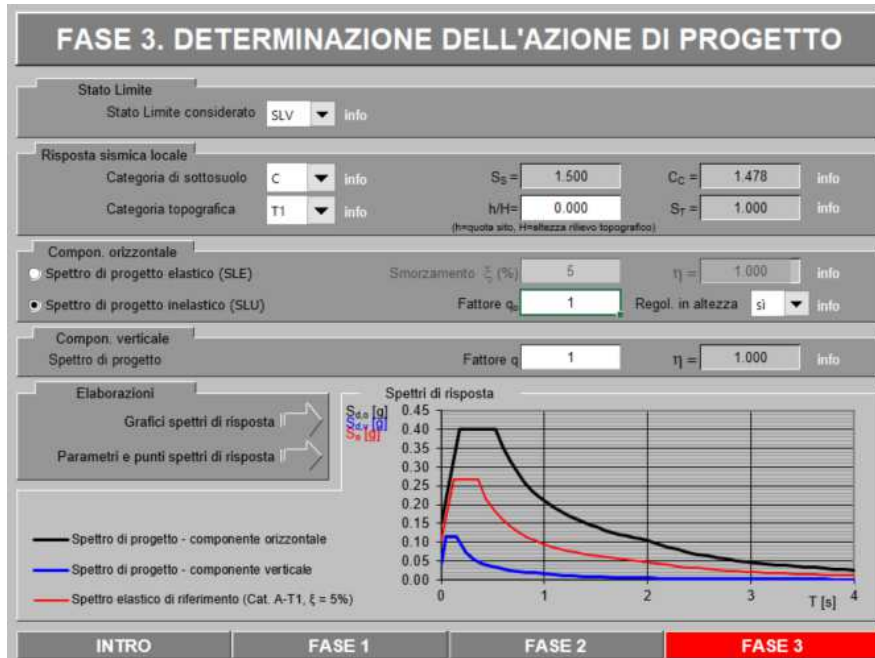 FASE 3. DETERMINAZIONE DELL'AZIONE DI PROGETTO
Stato Limite
Stato Limite considerato SLV info
Risposta sismica locale
Categoria di sottosuolo C info SS = 1.500 CC = 1.478 info
Categoria topografica T1 info h/H= 0.000 ST = 1.000 info
(h=quota sito, H=altezza rilievo topografico)
Compon. orizzontale
Spettro di progetto elastico (SLE) Smorzamento ξ (%) 5 η = 1.000 info
Spettro di progetto inelastico (SLU) Fattore qo 1 Regol. in altezza sì info
Compon. verticale
Spettro di progetto Fattore q 1 η = 1.000 info
Elaborazioni
Grafici spettri di risposta
Parametri e punti spettri di risposta
Spettri di risposta
Sd,o [g]
Sd,v [g]
Se [g]
0.45
0.40
0.35
0.30
0.25
0.20
0.15
0.10
0.05
0.00
0 1 2 3 4
T [s]
Spettro di progetto - componente orizzontale
Spettro di progetto - componente verticale
Spettro elastico di riferimento (Cat. A-T1, ξ = 5%)
INTRO FASE 1 FASE 2 FASE 3